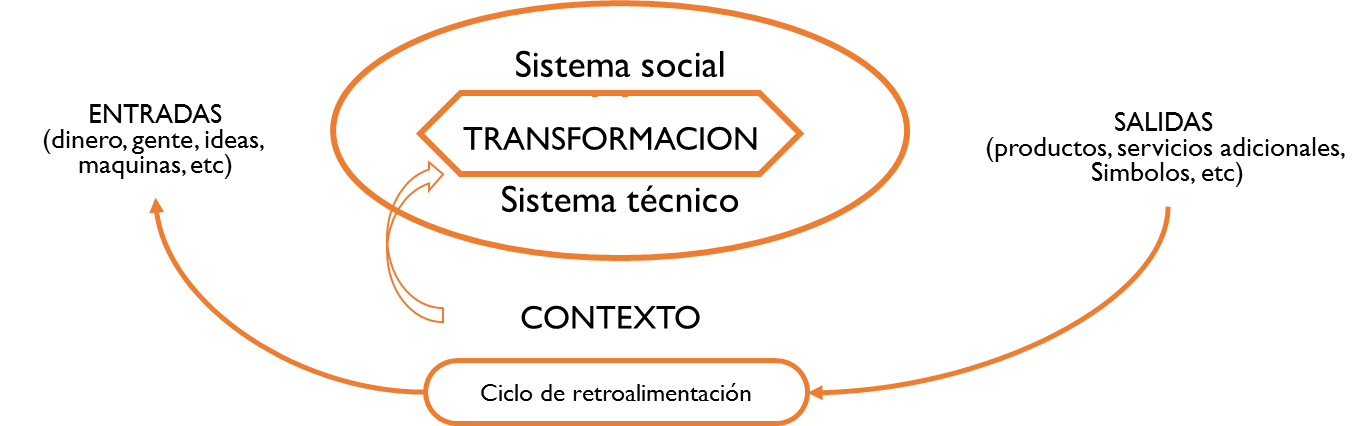 Sistema social
ENTRADAS
(dinero, gente, ideas,
maquinas, etc)
TRANSFORMACION
SALIDAS
(productos, servicios adicionales,
Simbolos, etc)
Sistema técnico
CONTEXTO
Ciclo de retroalimentación